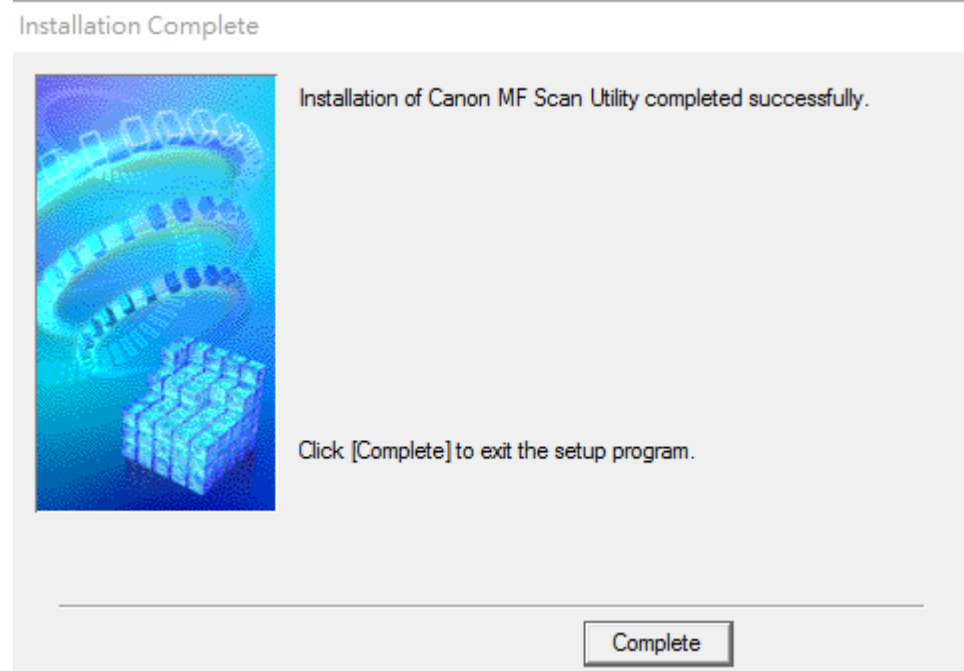 Installation Complete
Installation of Canon MF Scan Utility completed successfully.
Click [Complete] to exit the setup program.
Complete